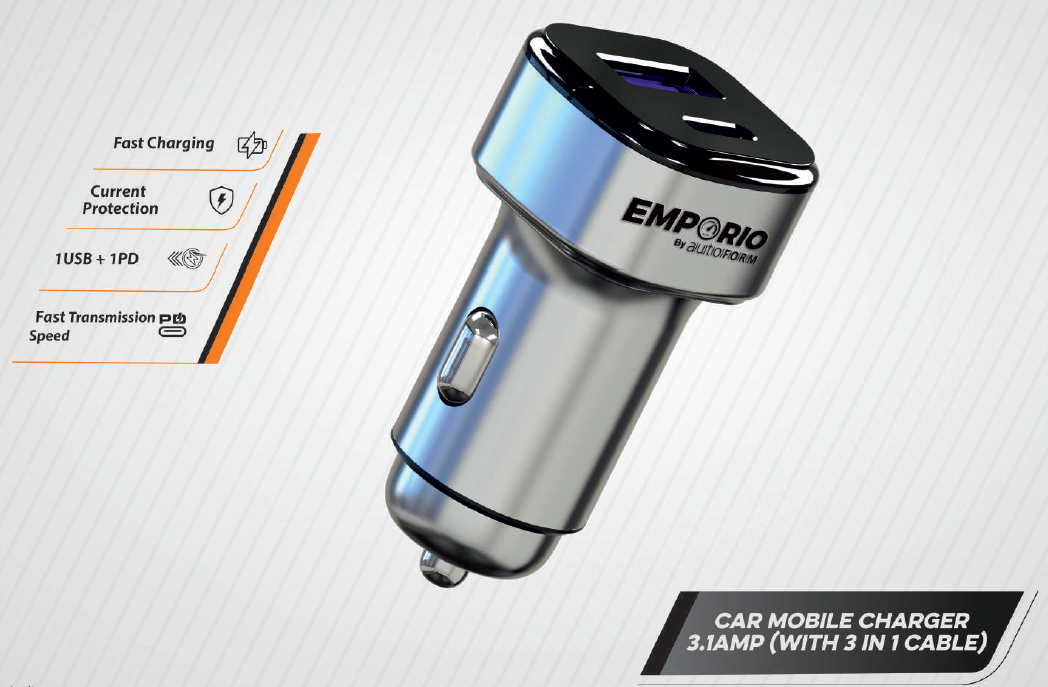 Fast Charging
Current
Protection
1USB + 1PD
Fast Transmission PD
Speed
EMPORIO
By autoFORM
CAR MOBILE CHARGER
3.1AMP (WITH 3 IN 1 CABLE)